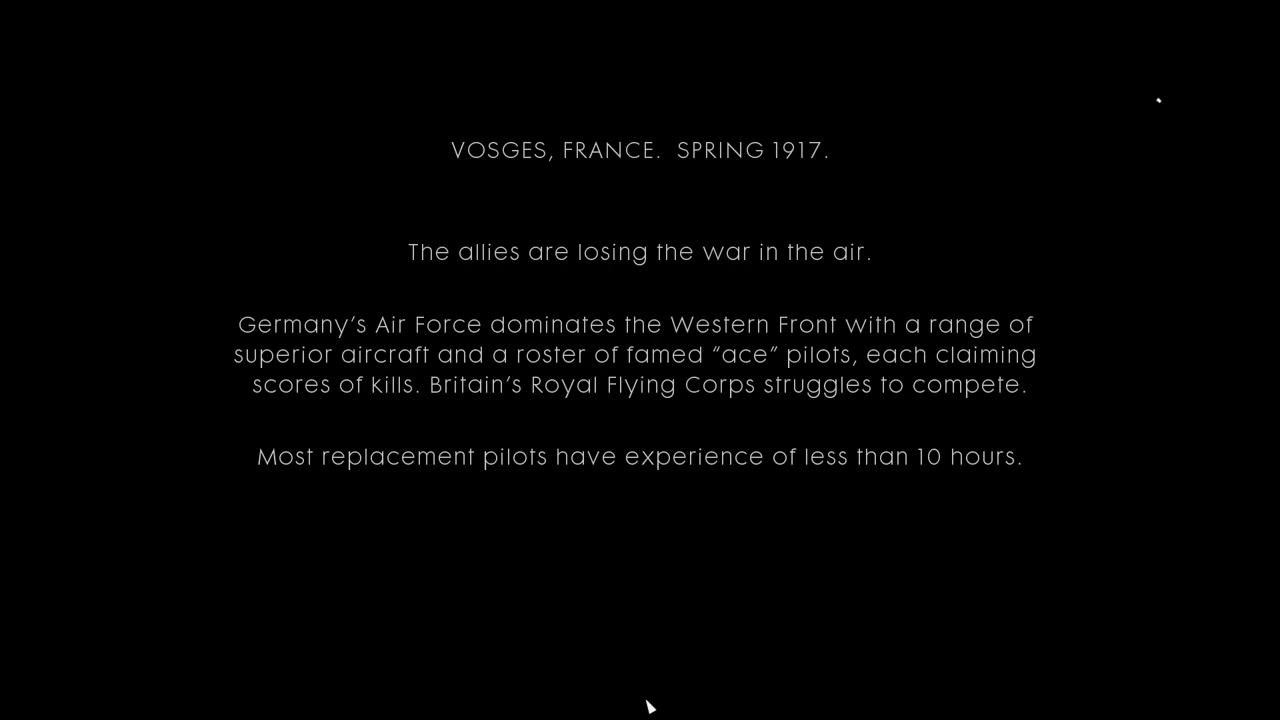 VOSGES, FRANCE.  SPRING 1917.
The allies are losing the war in the air.
Germany’s Air Force dominates the Western Front with a range of
superior aircraft and a roster of famed “ace” pilots, each claiming
scores of kills. Britain’s Royal Flying Corps struggles to compete.
Most replacement pilots have experience of less than 10 hours.